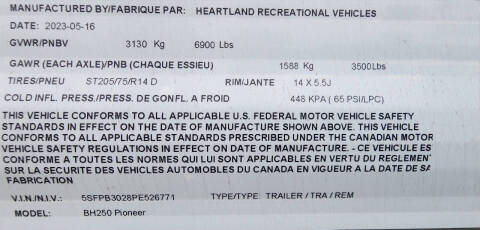 MANUFACTURED BY/FABRIQUE PAR: HEARTLAND RECREATIONAL VEHICLES
DATE: 2023-05-16
GVWR/PNBV 3130 Kg 6900 Lbs
GAWR (EACH AXLE)/PNB (CHAQUE ESSIEU) 1588 Kg 3500Lbs
TIRES/PNEU ST205/75/R14 D RIM/JANTE 14 X 5.5J
COLD INFL. PRESS./PRESS. DE GONFL. A FROID 448 KPA ( 65 PSI/LPC)
THIS VEHICLE CONFORMS TO ALL APPLICABLE U.S. FEDERAL MOTOR VEHICLE SAFETY
STANDARDS IN EFFECT ON THE DATE OF MANUFACTURE SHOWN ABOVE. THIS VEHICLE
CONFORMS TO ALL APPLICABLE STANDARDS PRESCRIBED UNDER THE CANADIAN MOTOR
VEHICLE SAFETY REGULATIONS IN EFFECT ON DATE OF MANUFACTURE. - CE VEHICULE ES
CONFORME A TOUTES LES NORMES QUI LUI SONT APPLICABLES EN VERTU DU REGLEMENT
SUR LA SECURITE DES VEHICLES AUTOMOBILES DU CANADA EN VIGUEUR A LA DATE DE SA
FABRICATION
V.I.N./N.I.V.: 5SFPB3028PE526771 TYPE/TYPE: TRAILER / TRA / REM
MODEL: BH250 Pioneer